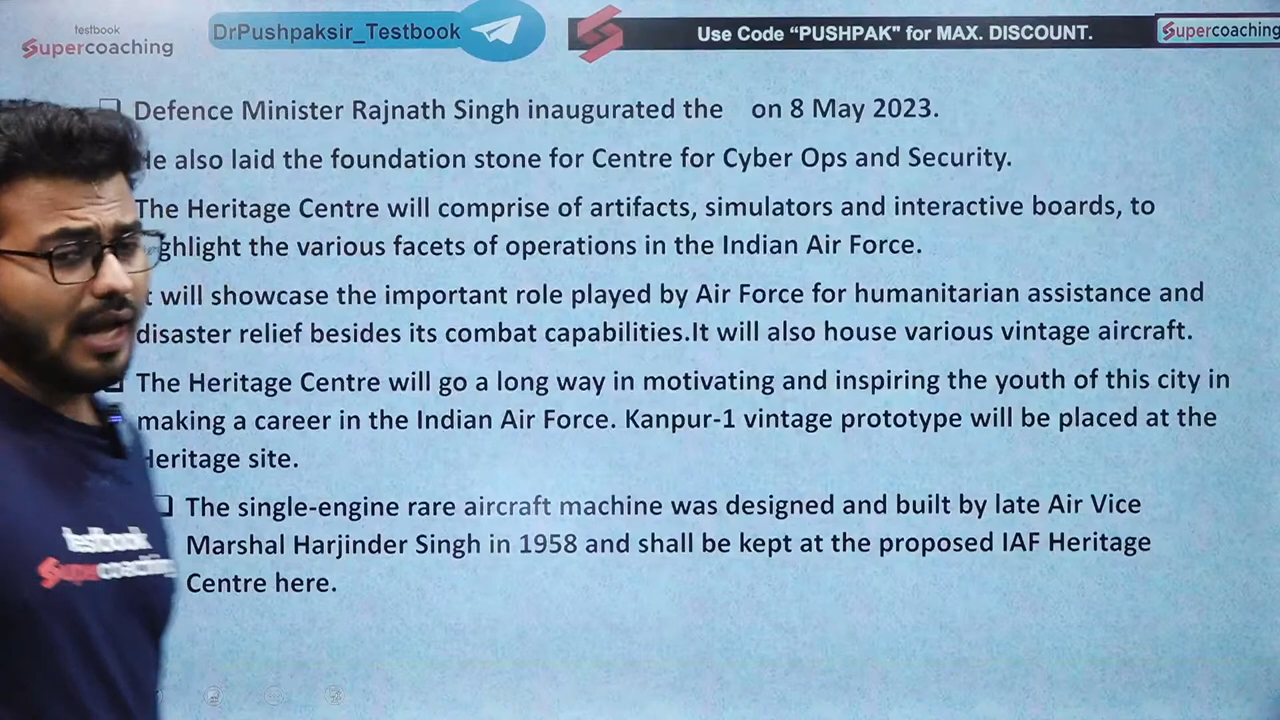 testbook
Supercoaching
DrPushpaksir_Testbook
Use Code “PUSHPAK" for MAX. DISCOUNT.
Supercoaching
Defence Minister Rajnath Singh inaugurated the on 8 May 2023.
He also laid the foundation stone for Centre for Cyber Ops and Security.
The Heritage Centre will comprise of artifacts, simulators and interactive boards, to
ghlight the various facets of operations in the Indian Air Force.
t will showcase the important role played by Air Force for humanitarian assistance and
disaster relief besides its combat capabilities.It will also house various vintage aircraft.
The Heritage Centre will go a long way in motivating and inspiring the youth of this city in
making a career in the Indian Air Force. Kanpur-1 vintage prototype will be placed at the
Heritage site.
The single-engine rare aircraft machine was designed and built by late Air Vice
Marshal Harjinder Singh in 1958 and shall be kept at the proposed IAF Heritage
Centre here.
testbook
Supercoaching